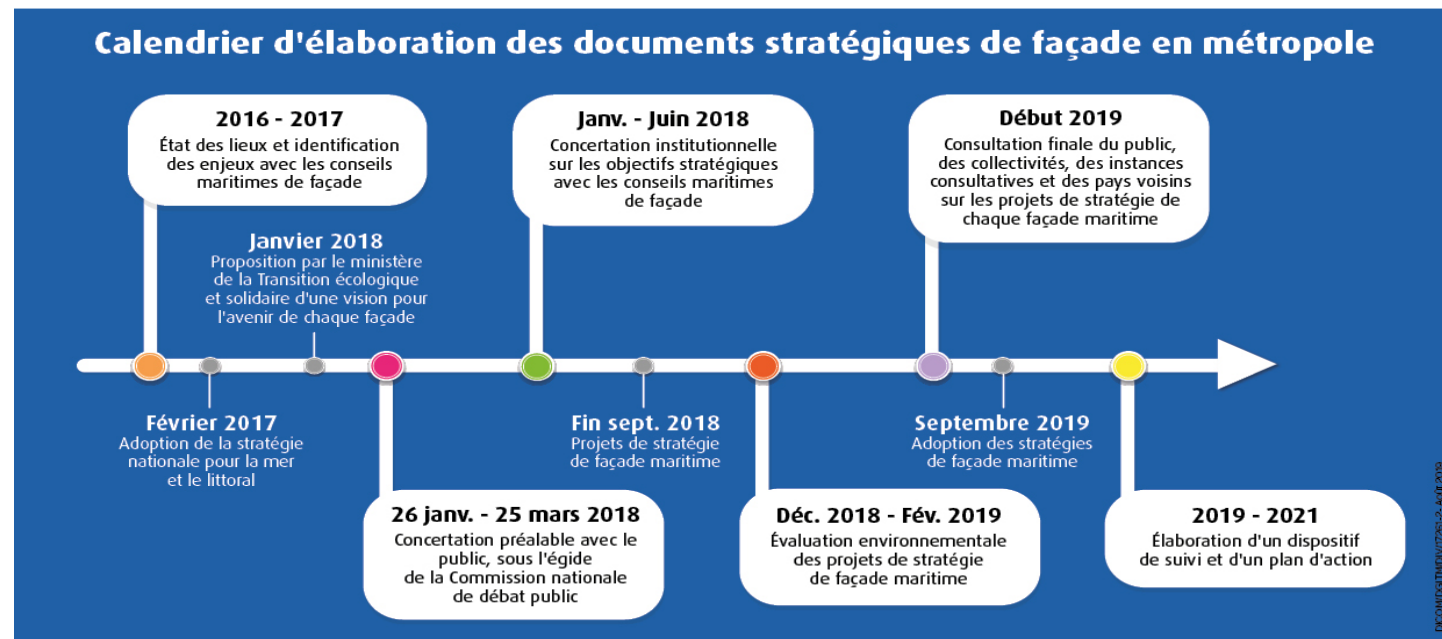 Calendrier d'élaboration des documents stratégiques de façade en métropole
2016 - 2017
État des lieux et identification
des enjeux avec les conseils
maritimes de façade
Janv. - Juin 2018
Concertation institutionnelle
sur les objectifs stratégiques
avec les conseils maritimes
de façade
Début 2019
Consultation finale du public,
des collectivités, des instances
consultatives et des pays voisins
sur les projets de stratégie de
chaque façade maritime
Janvier 2018
Proposition par le ministère
de la Transition écologique
et solidaire d'une vision pour
l'avenir de chaque façade
Février 2017
Adoption de la stratégie
nationale pour la mer
et le littoral
Fin sept. 2018
Projets de stratégie
de façade maritime
Septembre 2019
Adoption des stratégies
de façade maritime
26 janv. - 25 mars 2018
Concertation préalable avec le
public, sous l'égide
de la Commission nationale
de débat public
Déc. 2018 - Fév. 2019
Évaluation environnementale
des projets de stratégie
de façade maritime
2019 - 2021
Élaboration d'un dispositif
de suivi et d'un plan d'action
Août 2019